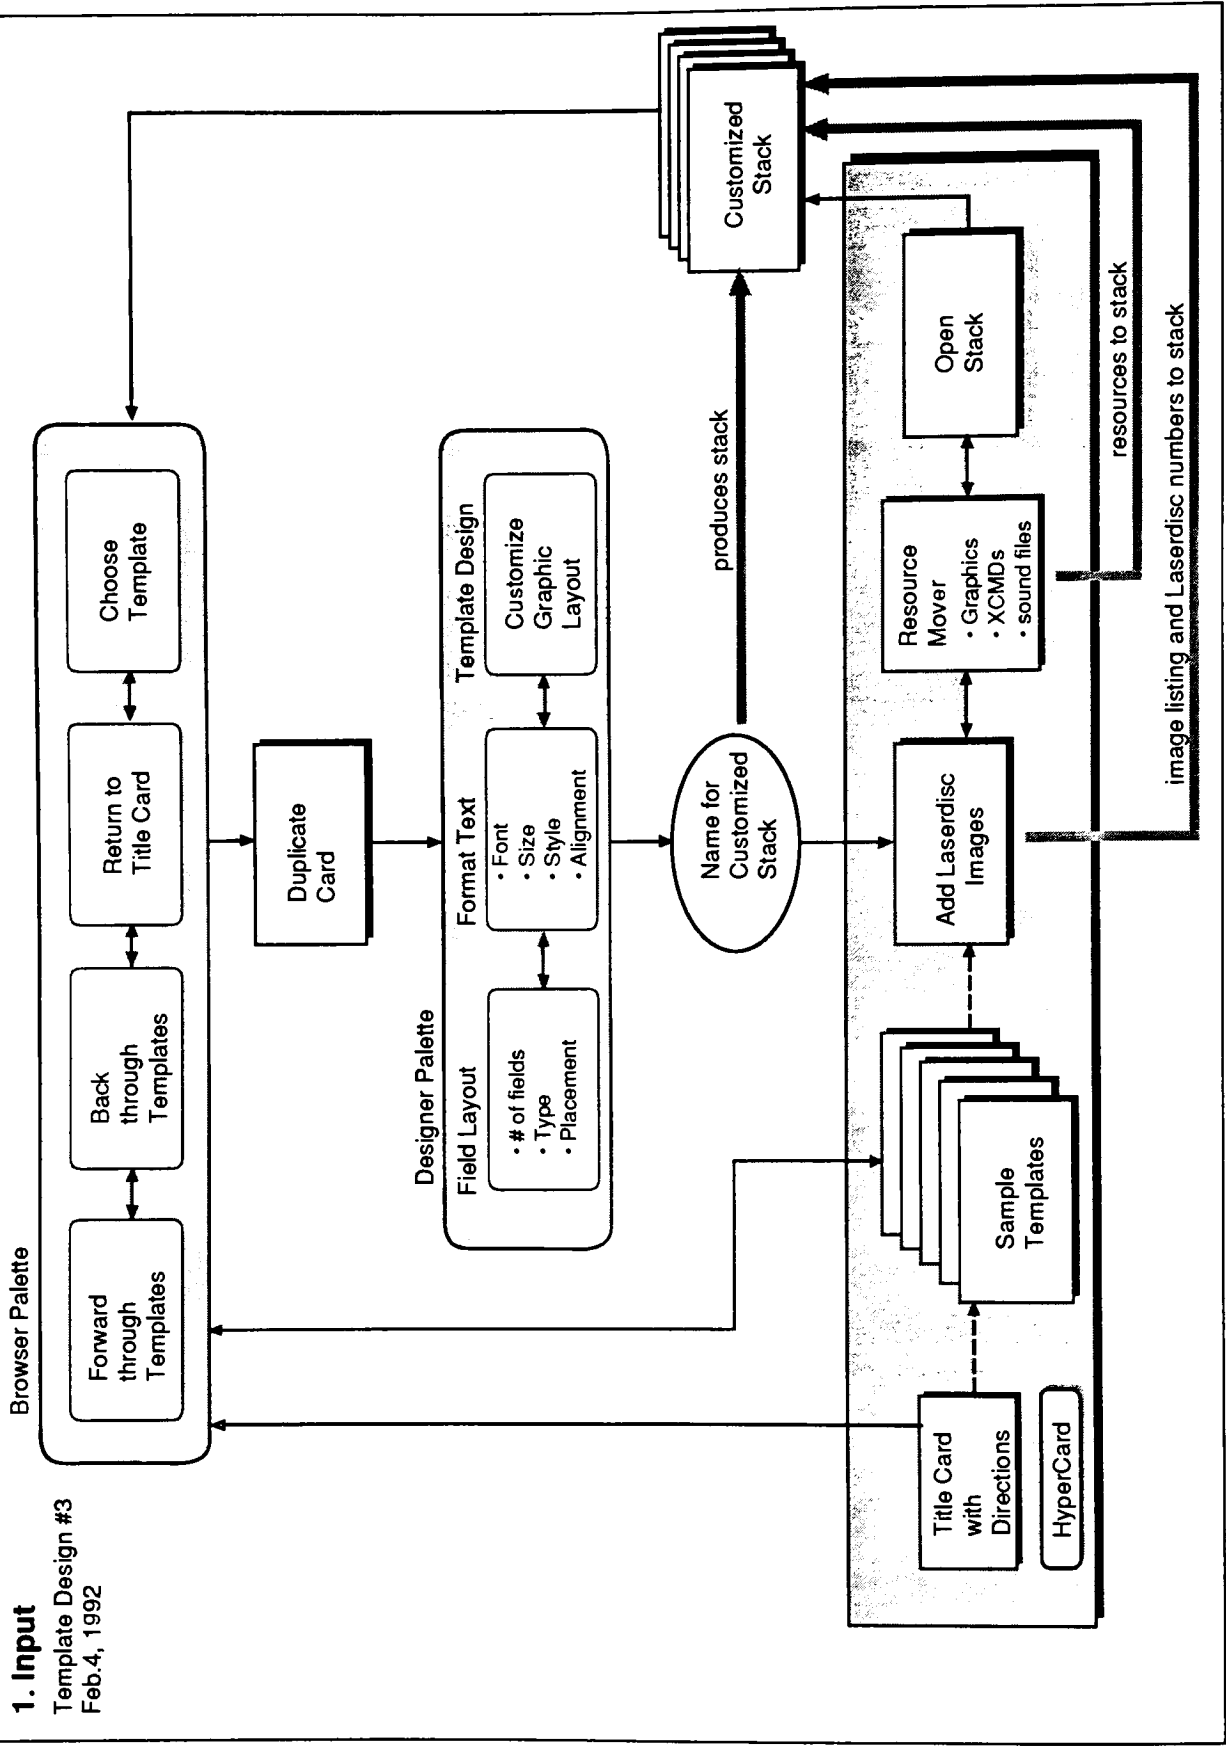 1. Input
Template Design #3
Feb.4, 1992
Browser Palette
Forward
through
Templates
Back
through
Templates
Return to
Title Card
Choose
Template
Duplicate
Card
Designer Palette
Field Layout
• # of fields
• Type
• Placement
Format Text
• Font
• Size
• Style
• Alignment
Template Design
Customize
Graphic
Layout
Name for
Customized
Stack
produces stack
Customized
Stack
Title Card
with
Directions
HyperCard
Sample
Templates
Add Laserdisc
Images
Resource
Mover
• Graphics
• XCMDs
• sound files
Open
Stack
resources to stack
image listing and Laserdisc numbers to stack